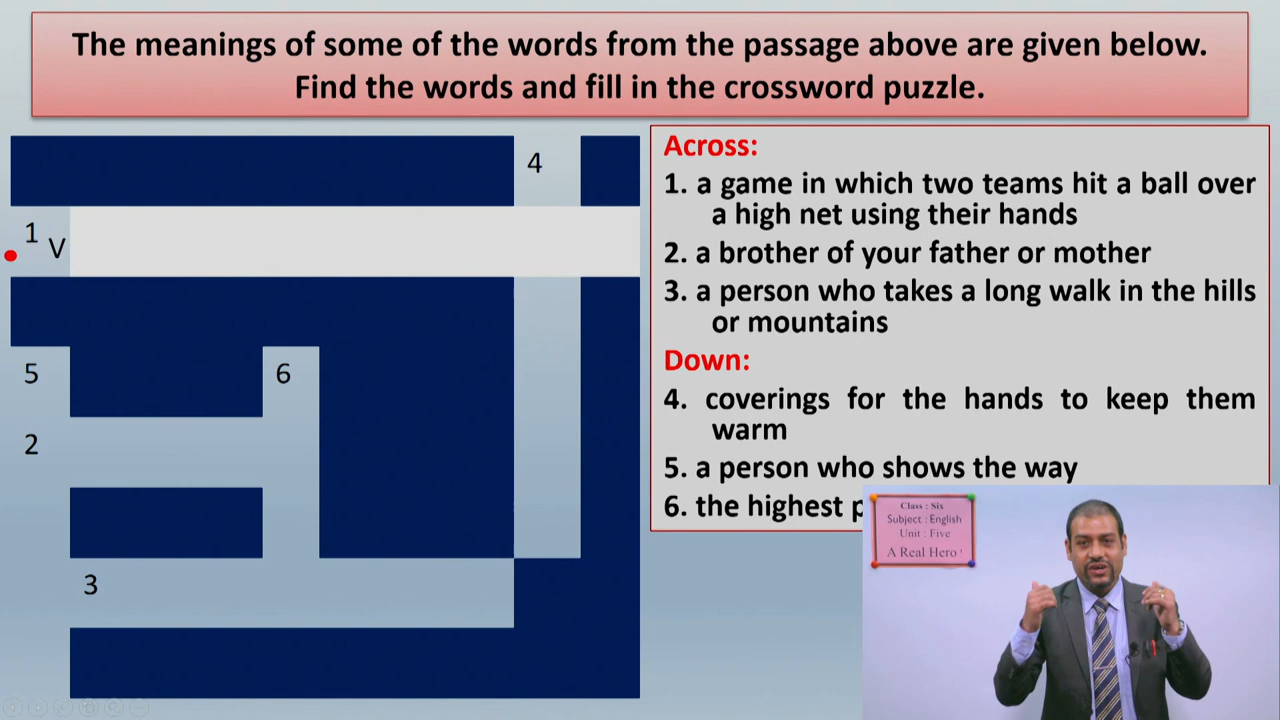 The meanings of some of the words from the passage above are given below.
Find the words and fill in the crossword puzzle.
4
1 V
5
6
2
3
Across:
1. a game in which two teams hit a ball over
a high net using their hands
2. a brother of your father or mother
3. a person who takes a long walk in the hills
or mountains
Down:
4. coverings for the hands to keep them
warm
5. a person who shows the way
6. the highest
Class : Six
Subject : English
Unit : Five
A Real Hero !